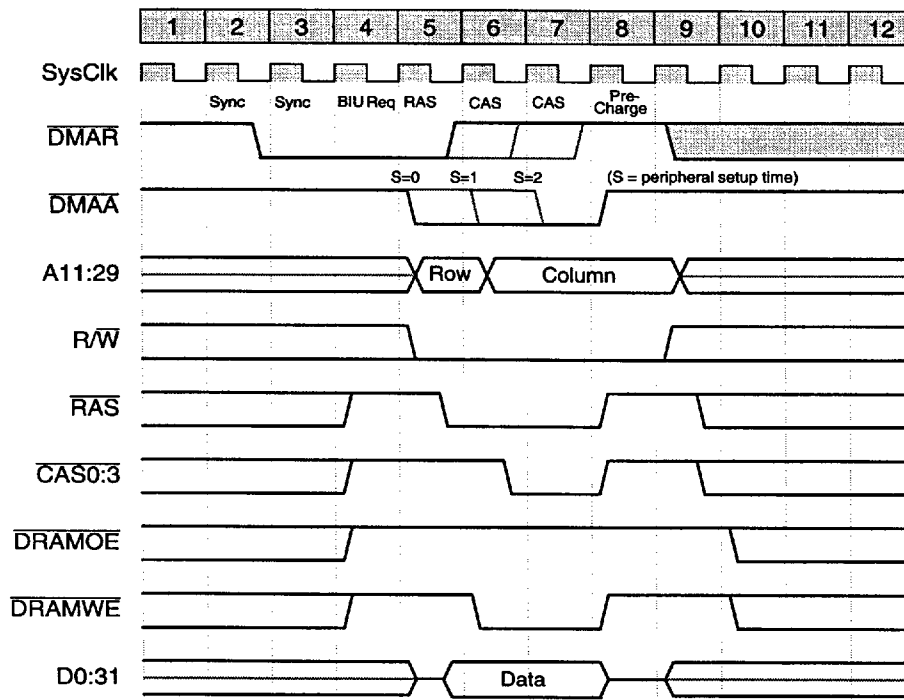 1 2 3 4 5 6 7 8 9 10 11 12
SysClk
Sync Sync BIU Req RAS CAS CAS Pre-
Charge
DMAR
S=0 S=1 S=2 (S = peripheral setup time)
DMAA
A11:29 Row Column
R/W
RAS
CAS0:3
DRAMOE
DRAMWE
D0:31 Data